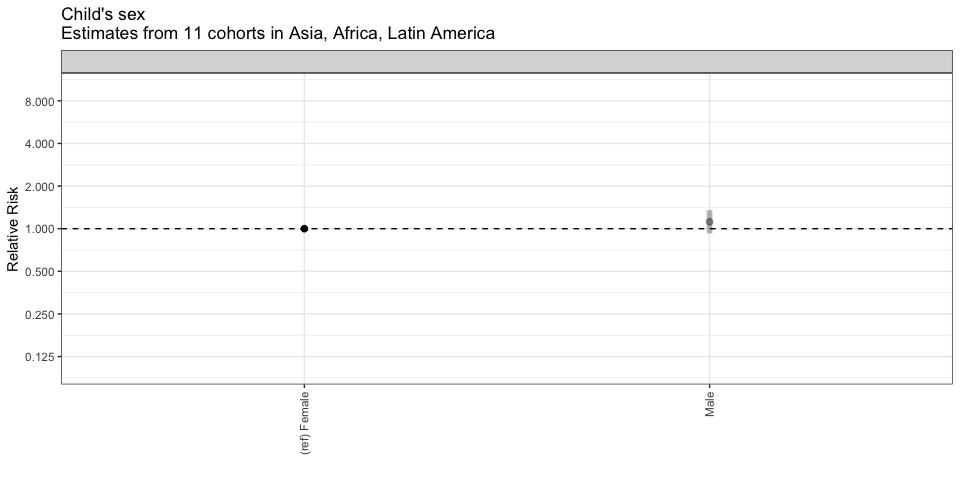 Child's sex
Estimates from 11 cohorts in Asia, Africa, Latin America
Relative Risk
8.000
4.000
2.000
1.000
0.500
0.250
0.125
(ref) Female
Male